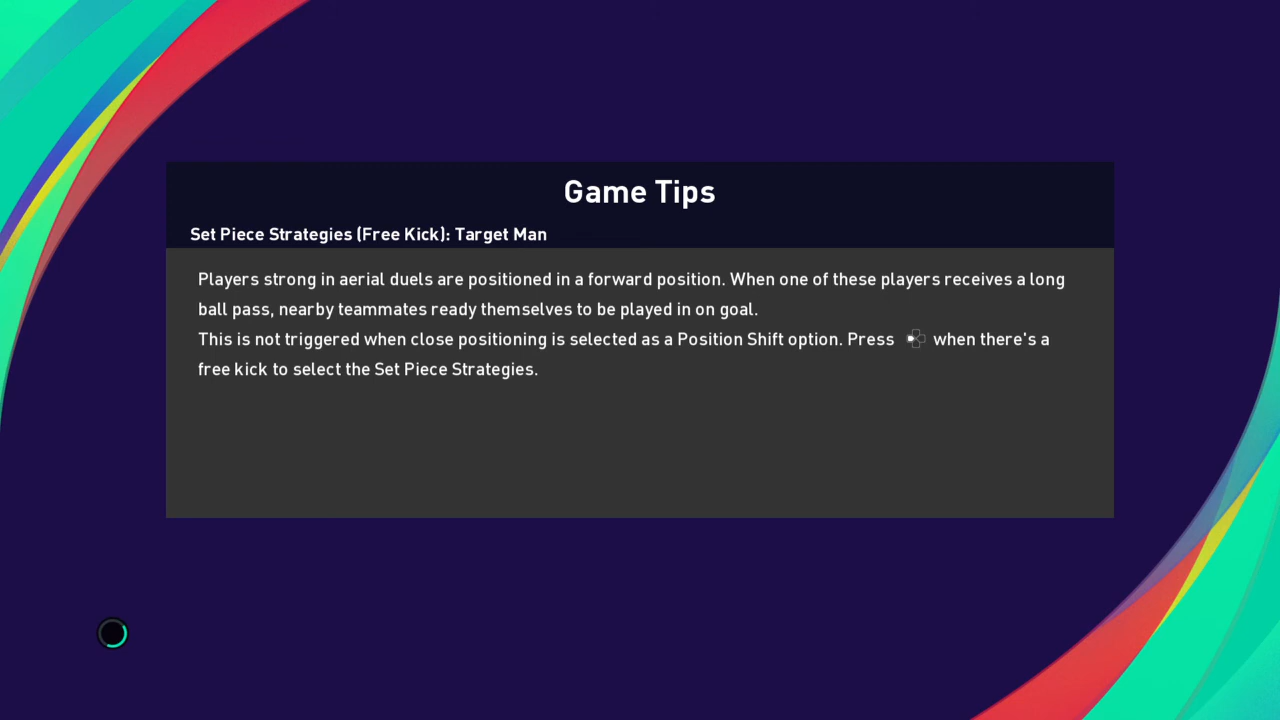 Game Tips
Set Piece Strategies (Free Kick): Target Man
Players strong in aerial duels are positioned in a forward position. When one of these players receives a long
ball pass, nearby teammates ready themselves to be played in on goal.
This is not triggered when close positioning is selected as a Position Shift option. Press when there's a
free kick to select the Set Piece Strategies.